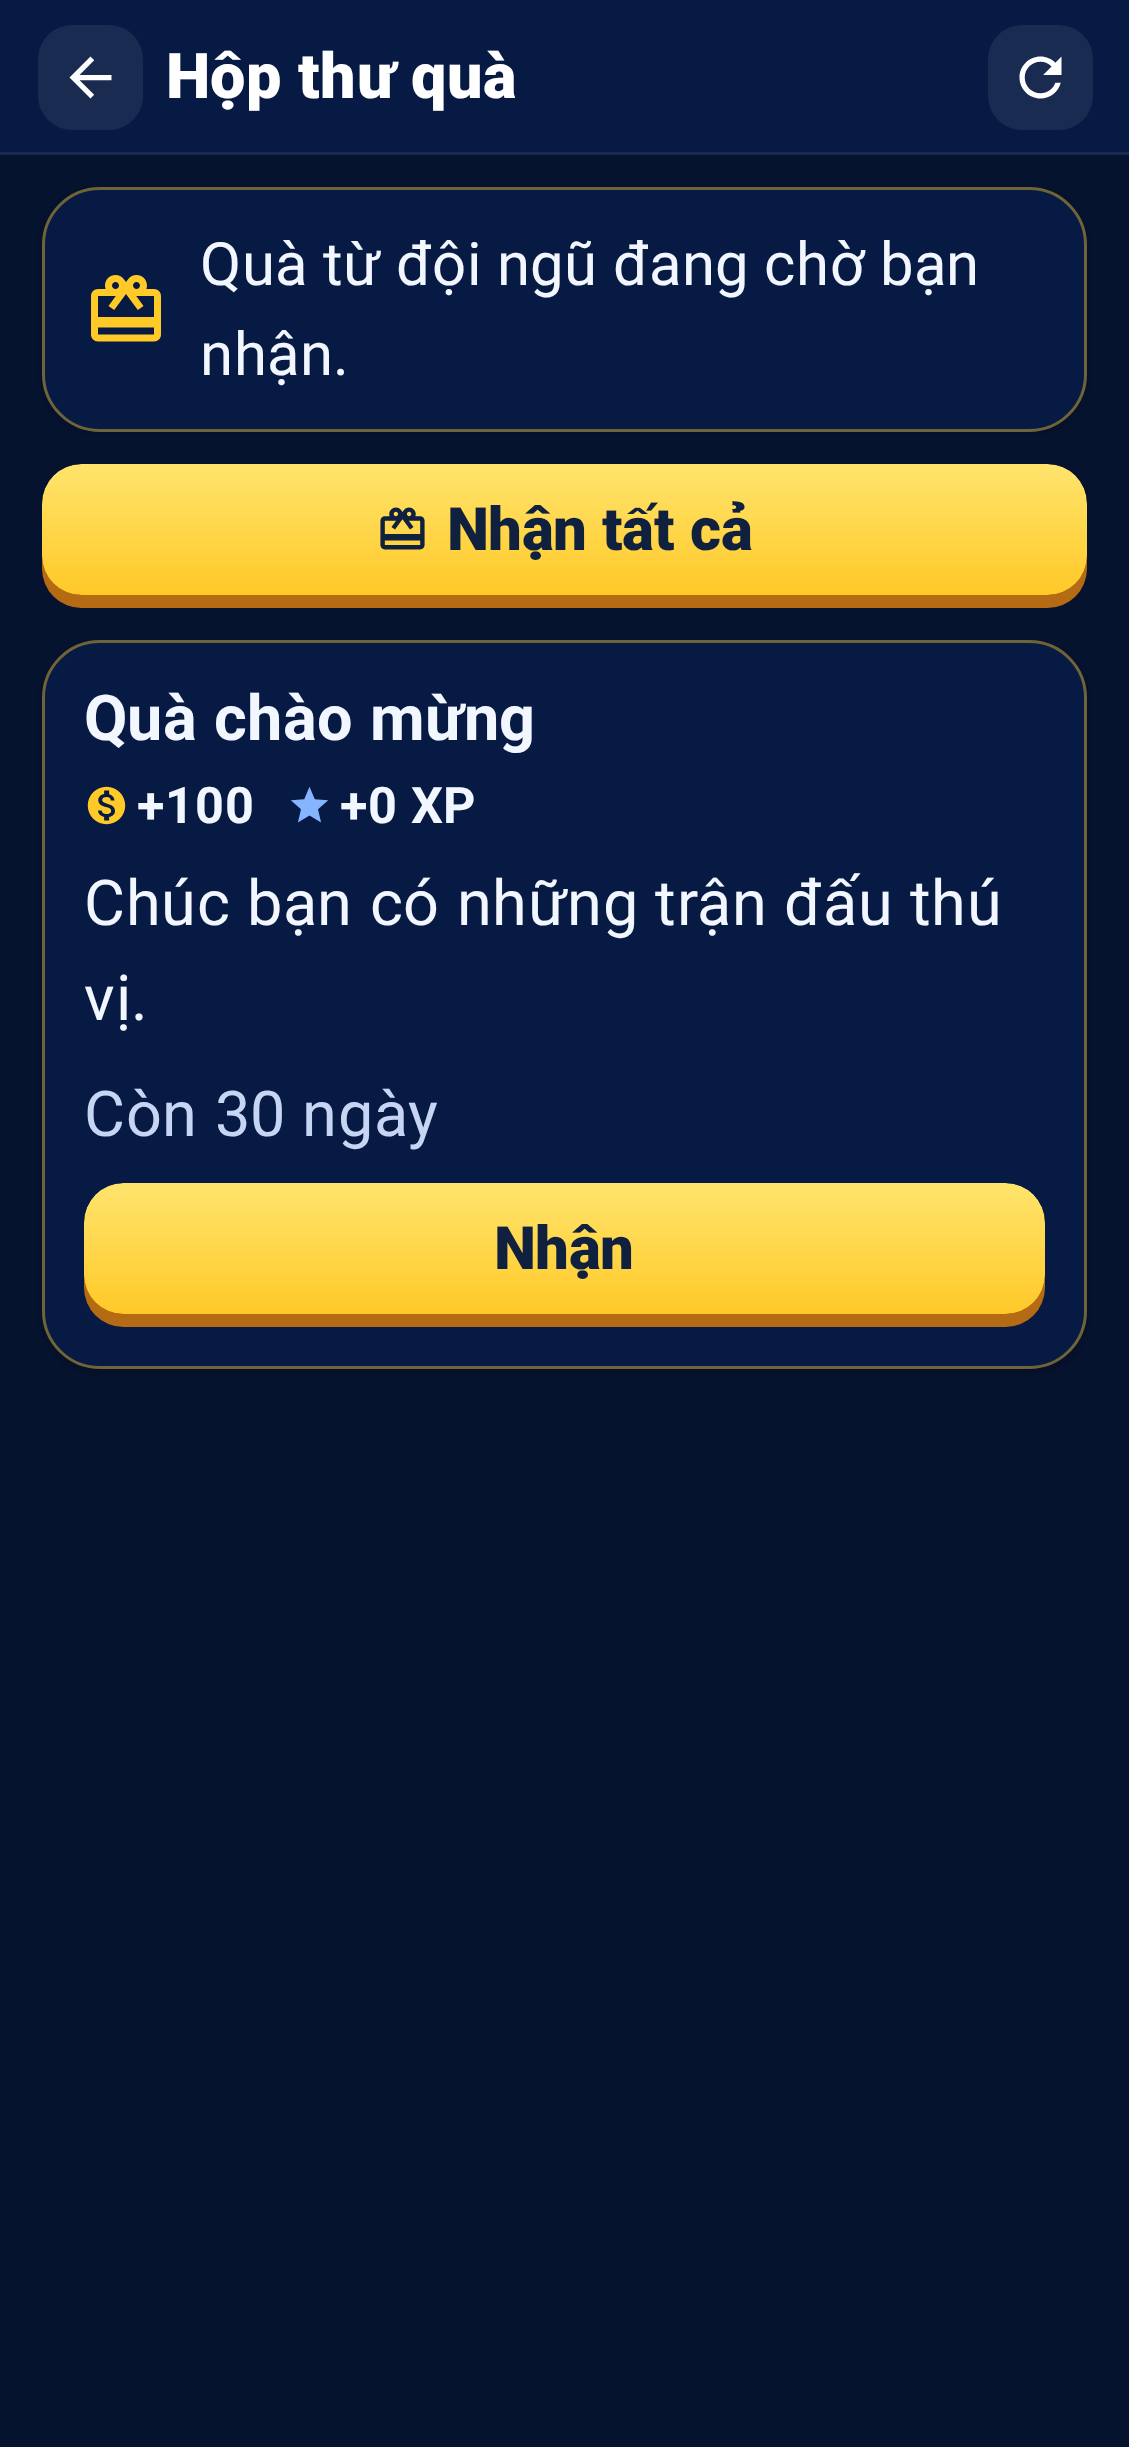 Hộp thư quà
Quà từ đội ngũ đang chờ bạn
nhận.
Nhận tất cả
Quà chào mừng
+100 +0 XP
Chúc bạn có những trận đấu thú
vị.
Còn 30 ngày
Nhận